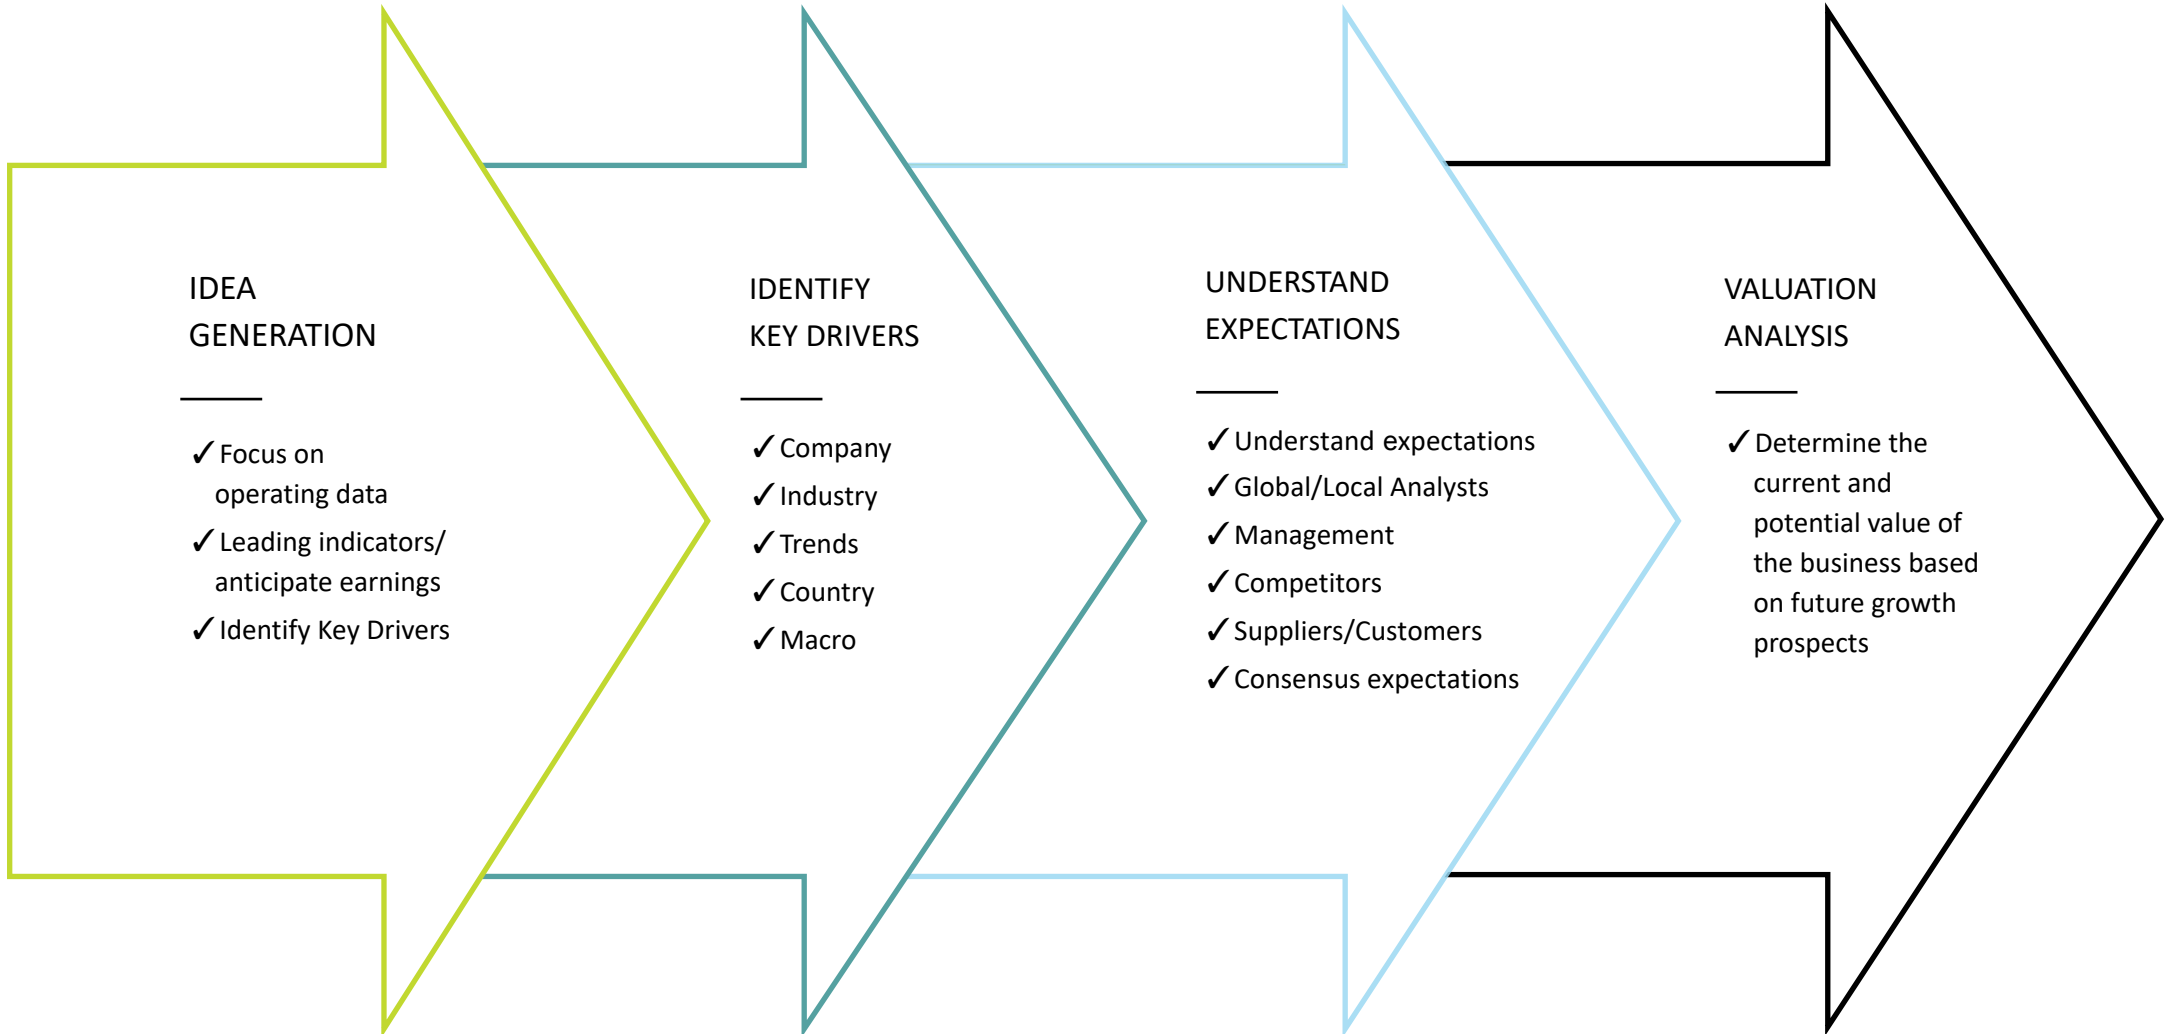 IDEA
GENERATION
✓Focus on
operating data
✓Leading indicators/
anticipate earnings
✓Identify Key Drivers
IDENTIFY
KEY DRIVERS
✓Company
✓Industry
✓Trends
✓Country
✓Macro
UNDERSTAND
EXPECTATIONS
✓Understand expectations
✓Global/Local Analysts
✓Management
✓Competitors
✓Suppliers/Customers
✓Consensus expectations
VALUATION
ANALYSIS
✓Determine the
current and
potential value of
the business based
on future growth
prospects